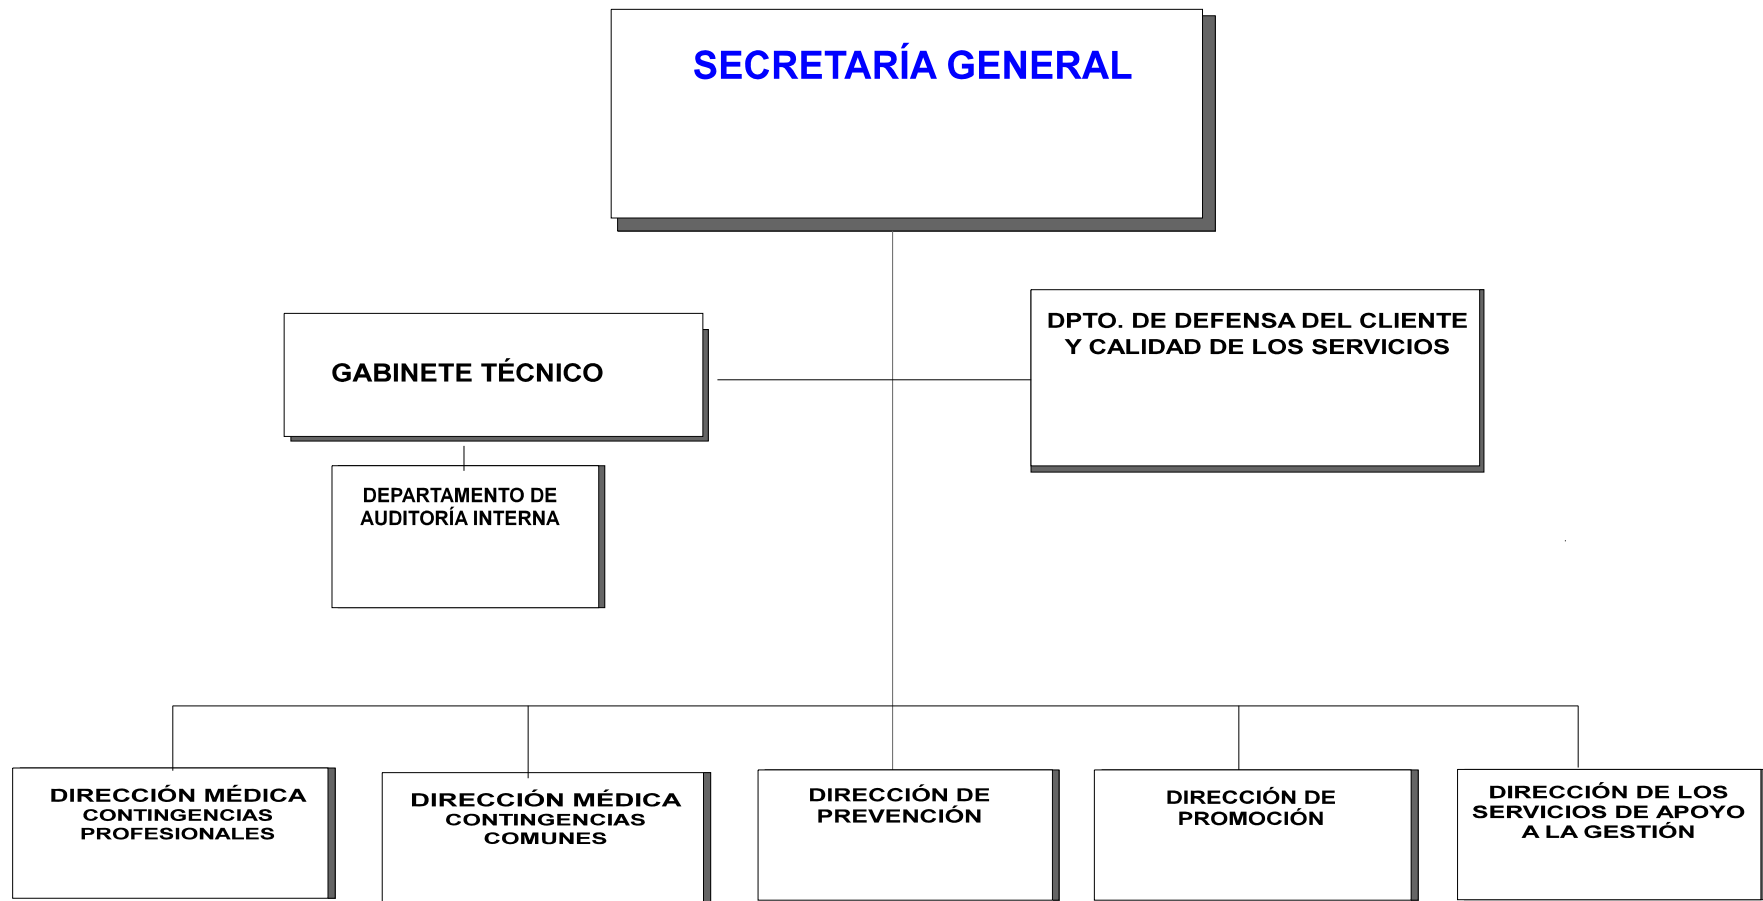 SECRETARÍA GENERAL
DPTO. DE DEFENSA DEL CLIENTE
Y CALIDAD DE LOS SERVICIOS
GABINETE TÉCNICO
DEPARTAMENTO DE
AUDITORÍA INTERNA
DIRECCIÓN MÉDICA
CONTINGENCIAS
PROFESIONALES
DIRECCIÓN MÉDICA
CONTINGENCIAS
COMUNES
DIRECCIÓN DE
PREVENCIÓN
DIRECCIÓN DE
PROMOCIÓN
DIRECCIÓN DE LOS
SERVICIOS DE APOYO
A LA GESTIÓN